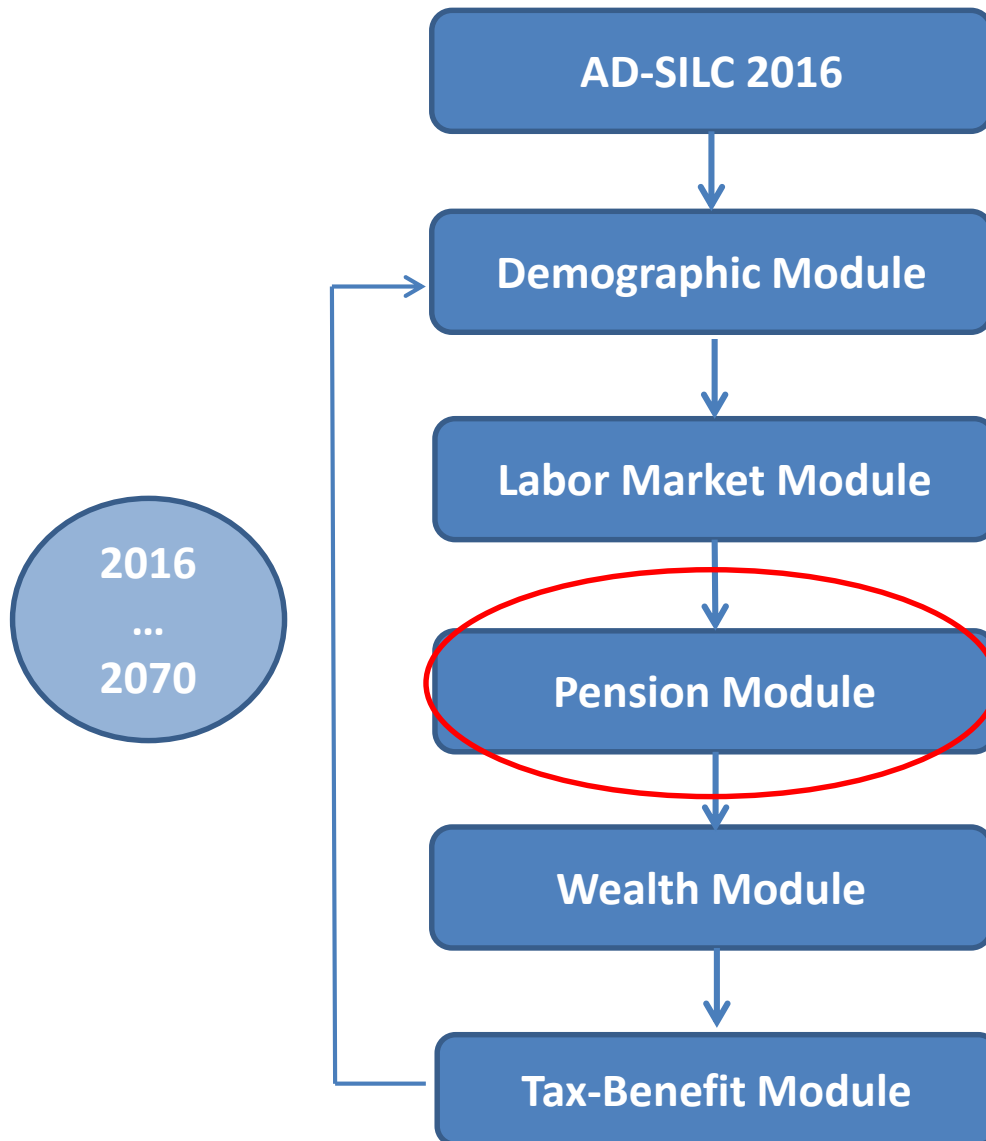 AD-SILC 2016
Demographic Module
Labor Market Module
2016
...
2070
Pension Module
Wealth Module
Tax-Benefit Module